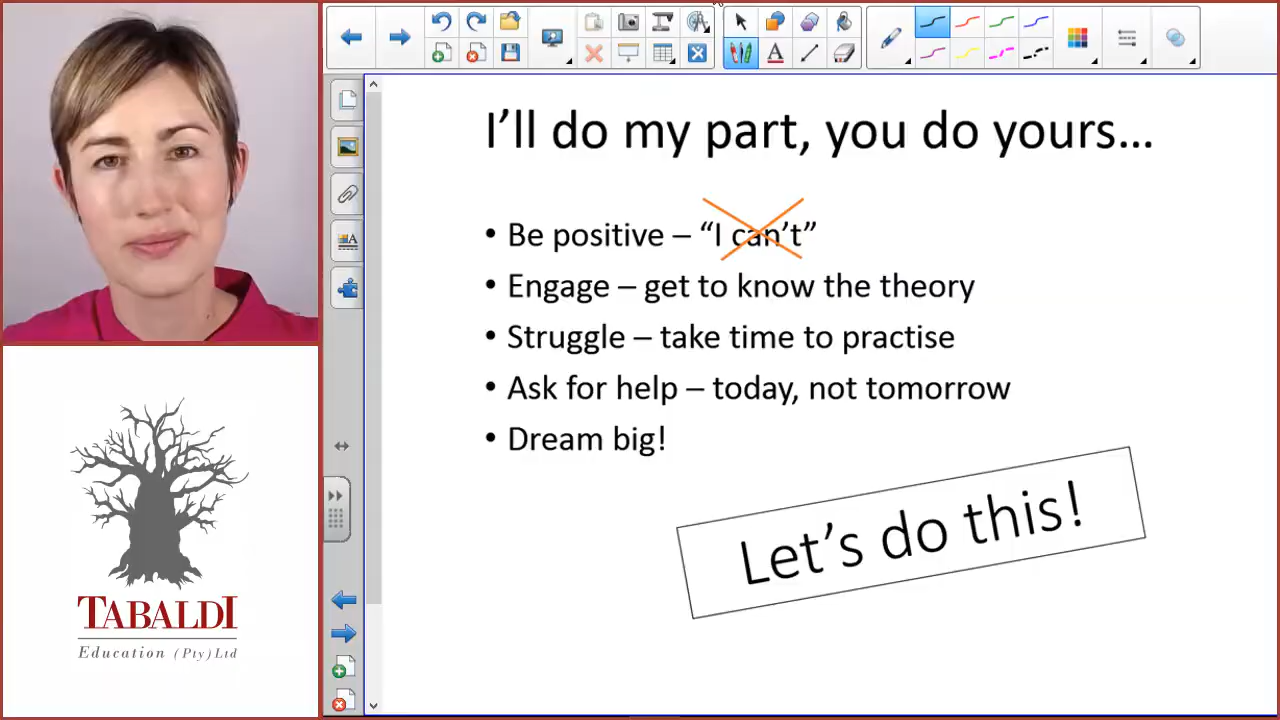 I’ll do my part, you do yours…
• Be positive – “I can’t”
• Engage – get to know the theory
• Struggle – take time to practise
• Ask for help – today, not tomorrow
• Dream big!
Let’s do this!
TABALDI
Education (Pty) Ltd